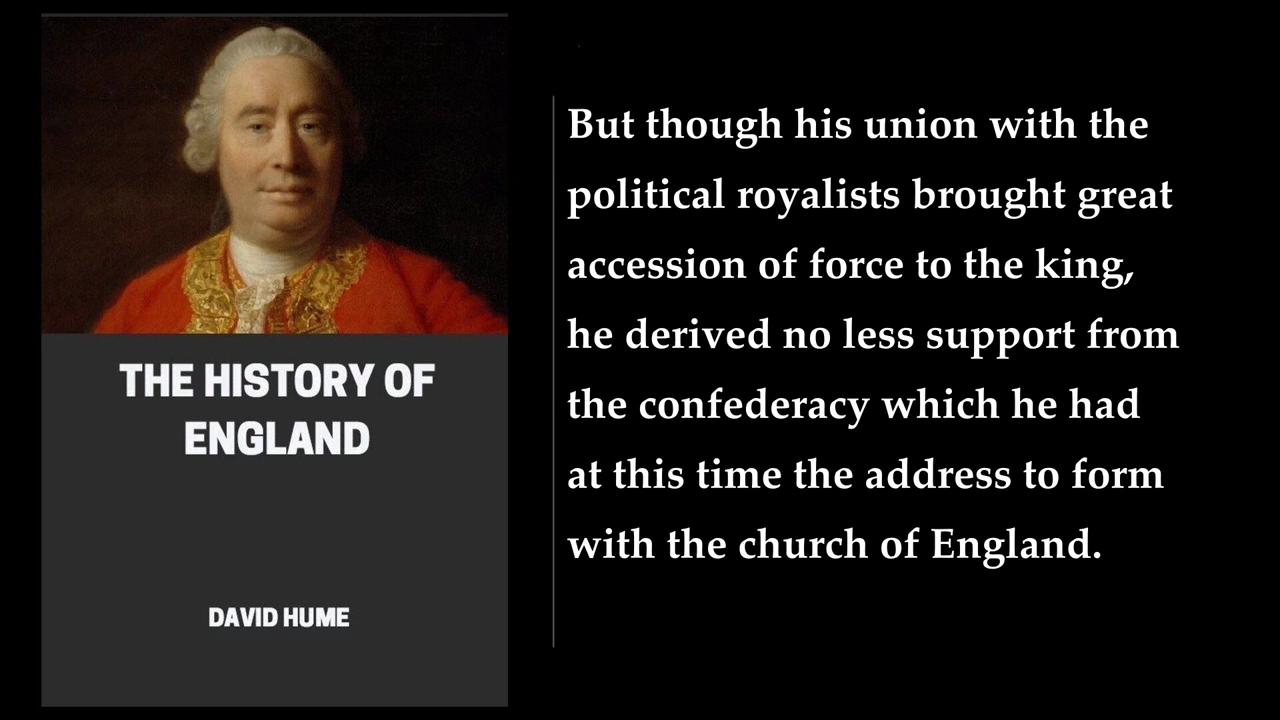 THE HISTORY OF
ENGLAND
DAVID HUME
But though his union with the
political royalists brought great
accession of force to the king,
he derived no less support from
the confederacy which he had
at this time the address to form
with the church of England.